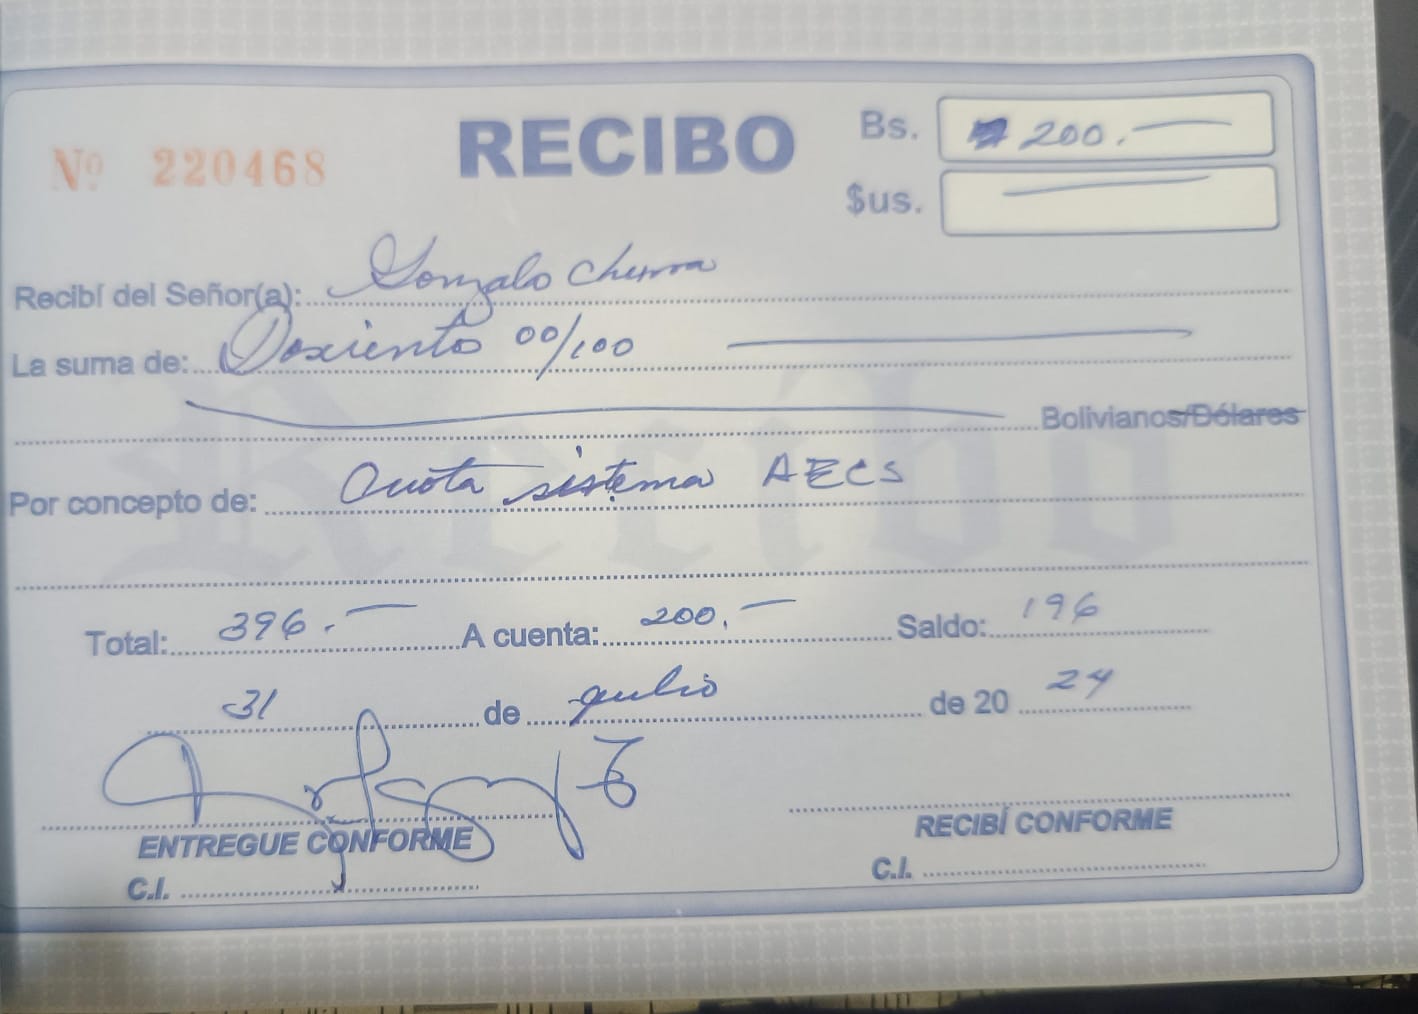 Nº 220468
RECIBO
Bs. 200.-
$us.
Recibí del Señor(a): Gonzalo
La suma de: Dosciento 00/100
Bolivianos/Dólares
Por concepto de: Cuota sistema AECS
Total: 396.- A cuenta: 200.- Saldo: 196
31 de julio de 20 24
ENTREGUE CONFORME
C.I.
RECIBÍ CONFORME
C.I.
Recibo